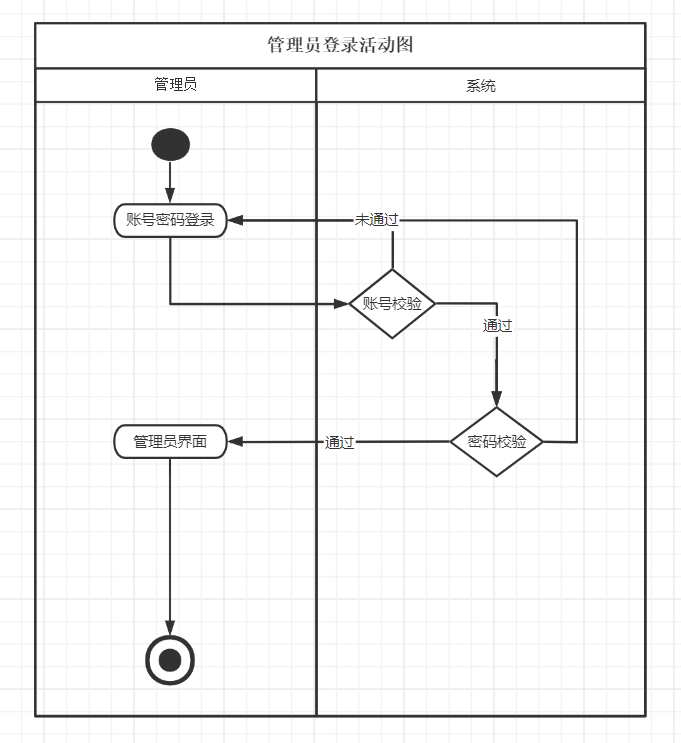 管理员登录活动图
管理员
系统
账号密码登录
未通过
账号校验
通过
管理员界面
通过
密码校验